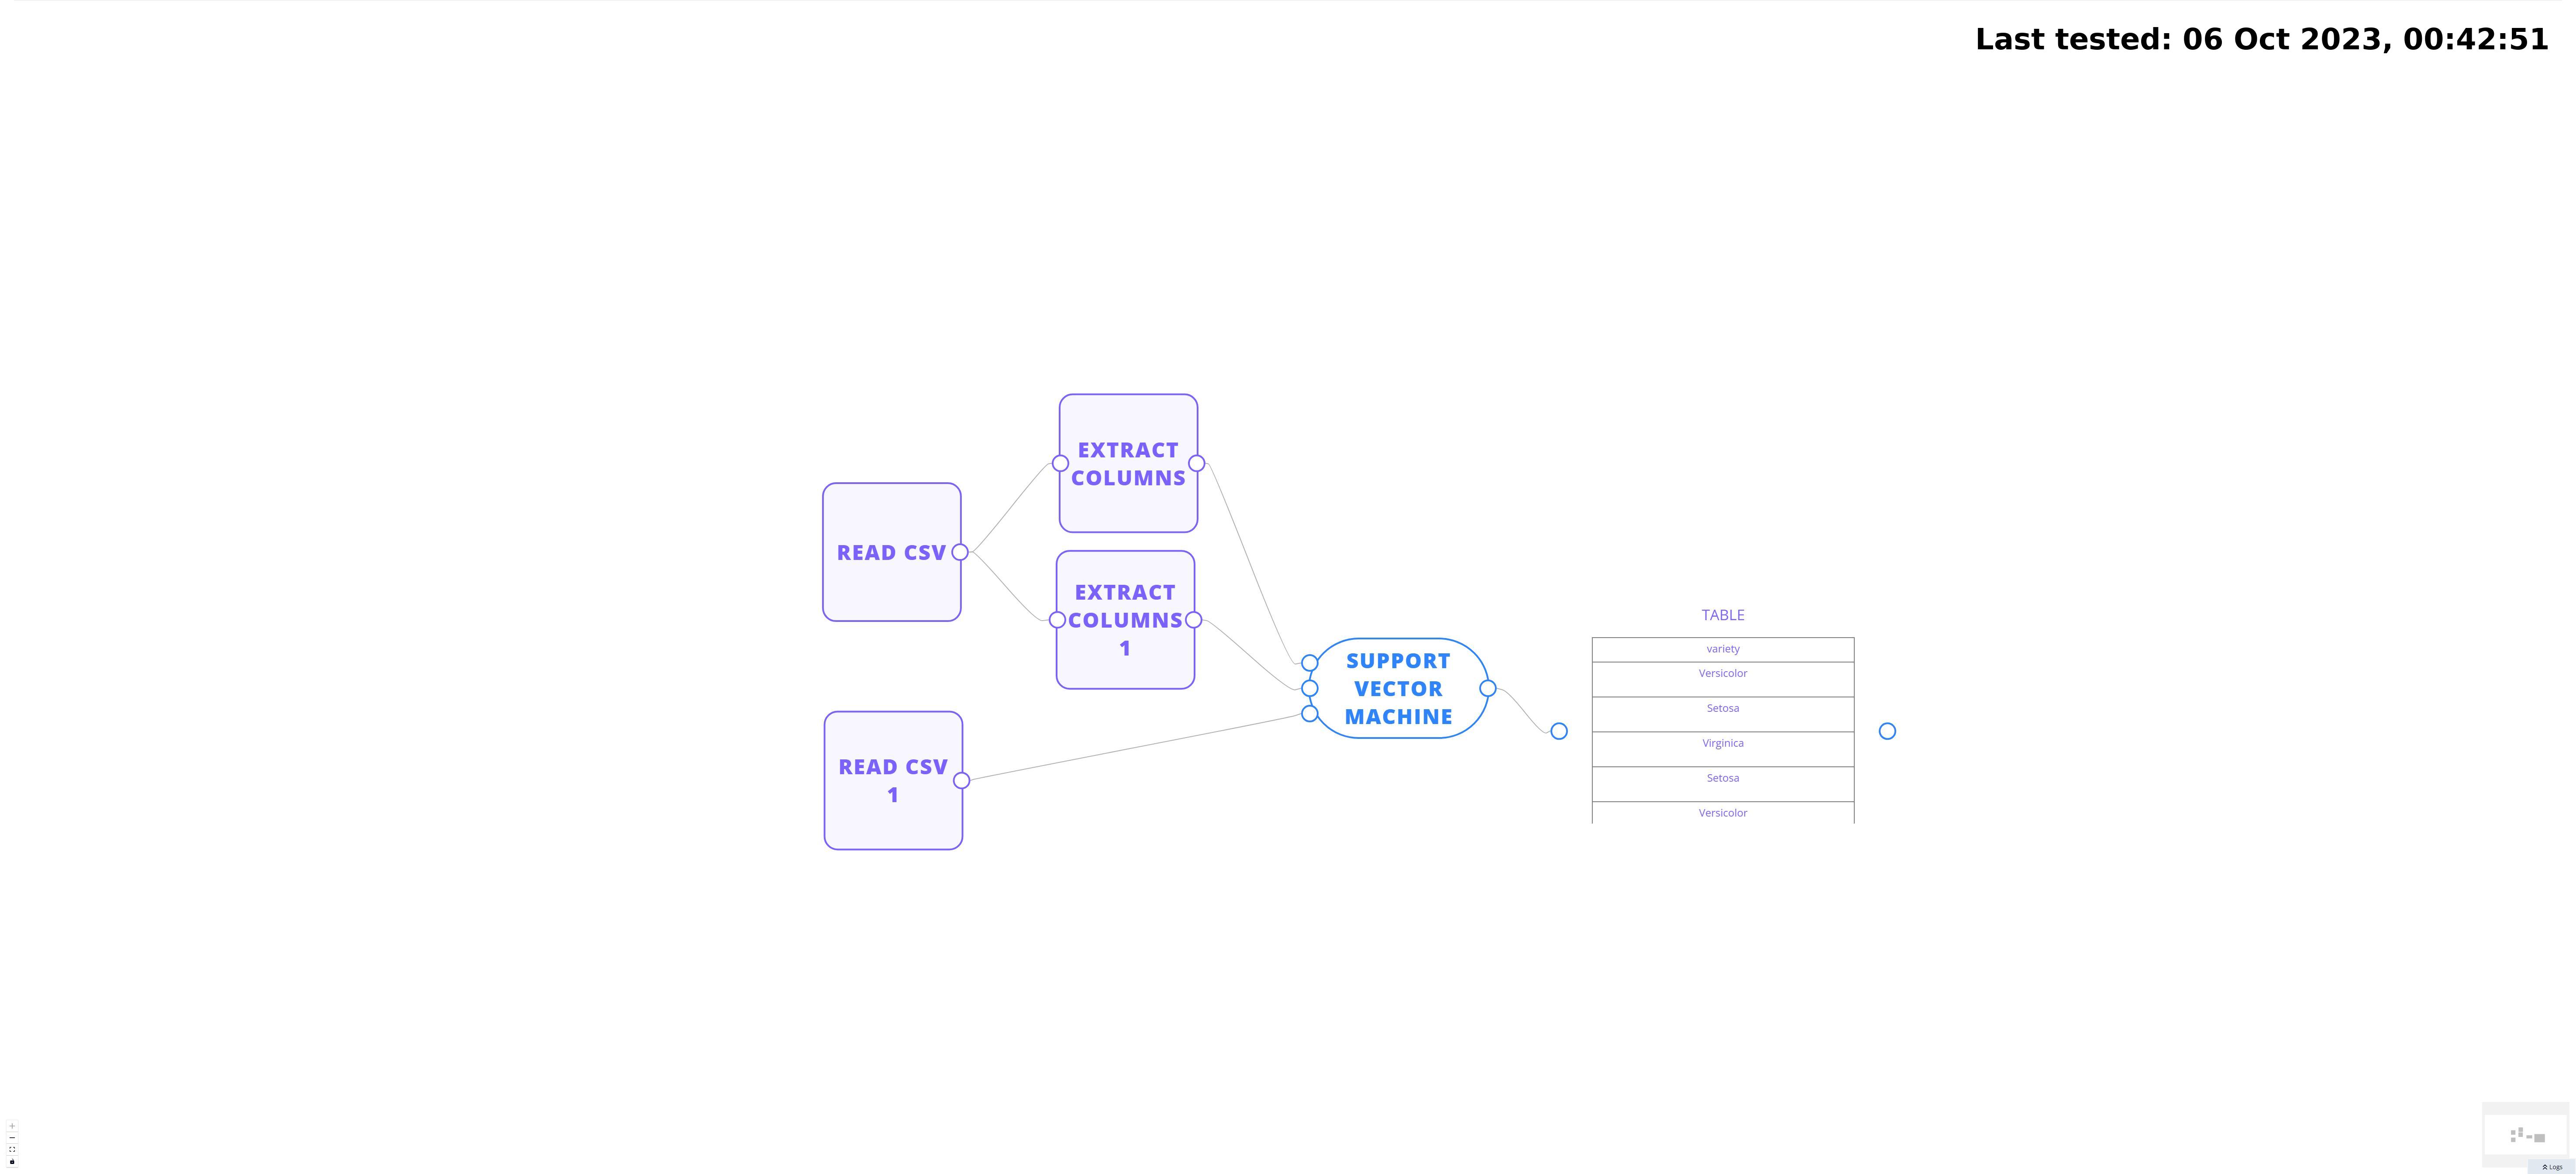 Last tested: 06 Oct 2023, 00:42:51
EXTRACT
COLUMNS
READ CSV
EXTRACT
COLUMNS
1
READ CSV
1
SUPPORT
VECTOR
MACHINE
TABLE
variety
Versicolor
Setosa
Virginica
Setosa
Versicolor
Logs